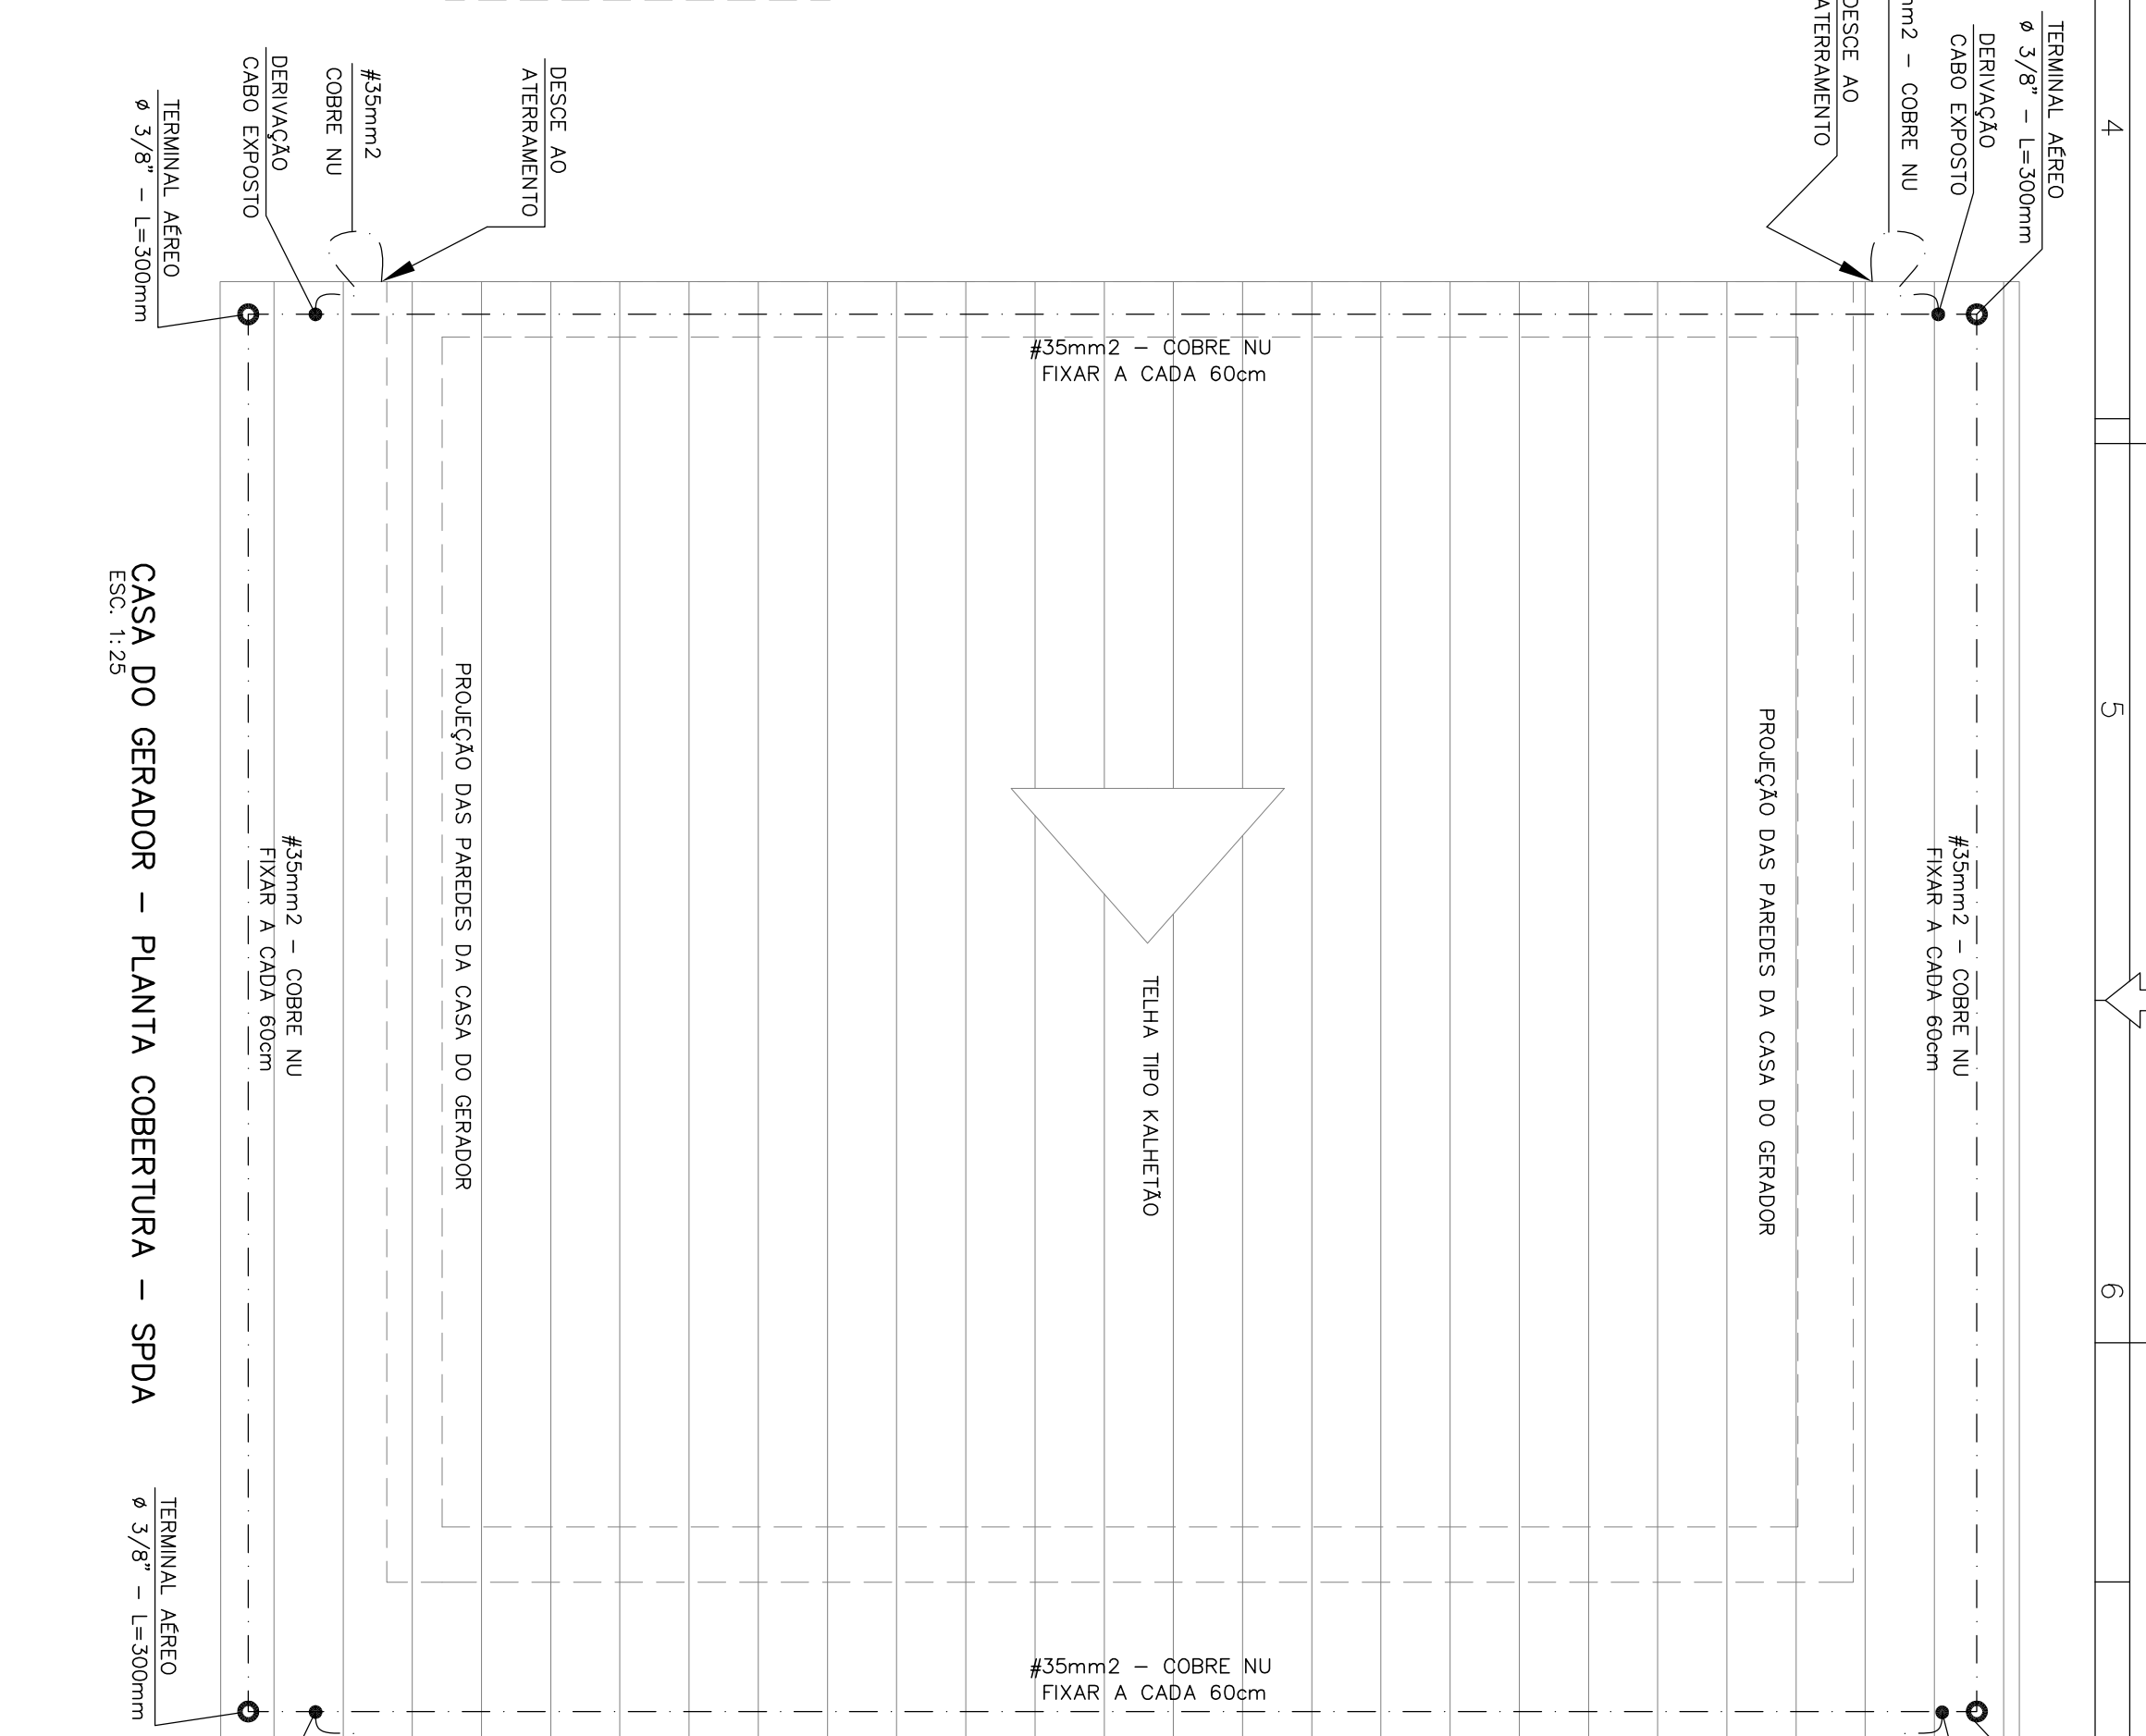 TERMINAL AÉREO
ø 3/8" - L=300mm
DERIVAÇÃO
CABO EXPOSTO
mm2 - COBRE NU
DESCE AO
ATERRAMENTO
4
5
6
DESCE AO
ATERRAMENTO
#35mm2
COBRE NU
DERIVAÇÃO
CABO EXPOSTO
TERMINAL AÉREO
ø 3/8" - L=300mm
#35mm2 - COBRE NU
FIXAR A CADA 60cm
#35mm2 - COBRE NU
FIXAR A CADA 60cm
PROJEÇÃO DAS PAREDES DA CASA DO GERADOR
TELHA TIPO KALHETÃO
PROJEÇÃO DAS PAREDES DA CASA DO GERADOR
#35mm2 - COBRE NU
FIXAR A CADA 60cm
#35mm2 - COBRE NU
FIXAR A CADA 60cm
TERMINAL AÉREO
ø 3/8" - L=300mm
CASA DO GERADOR - PLANTA COBERTURA - SPDA
ESC. 1:25